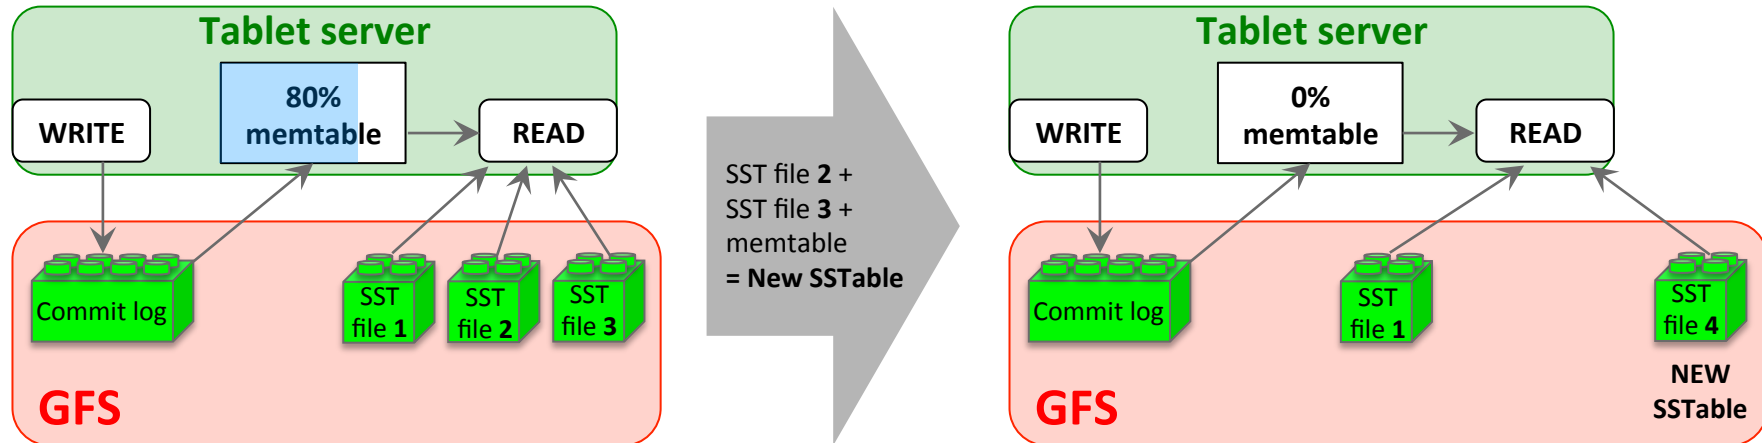 Tablet server
80%
memtable
WRITE
READ
Commit log
SST
file 1
SST
file 2
SST
file 3
GFS
SST file 2 +
SST file 3 +
memtable
= New SSTable
Tablet server
0%
memtable
WRITE
READ
Commit log
SST
file 1
SST
file 4
NEW
SSTable
GFS